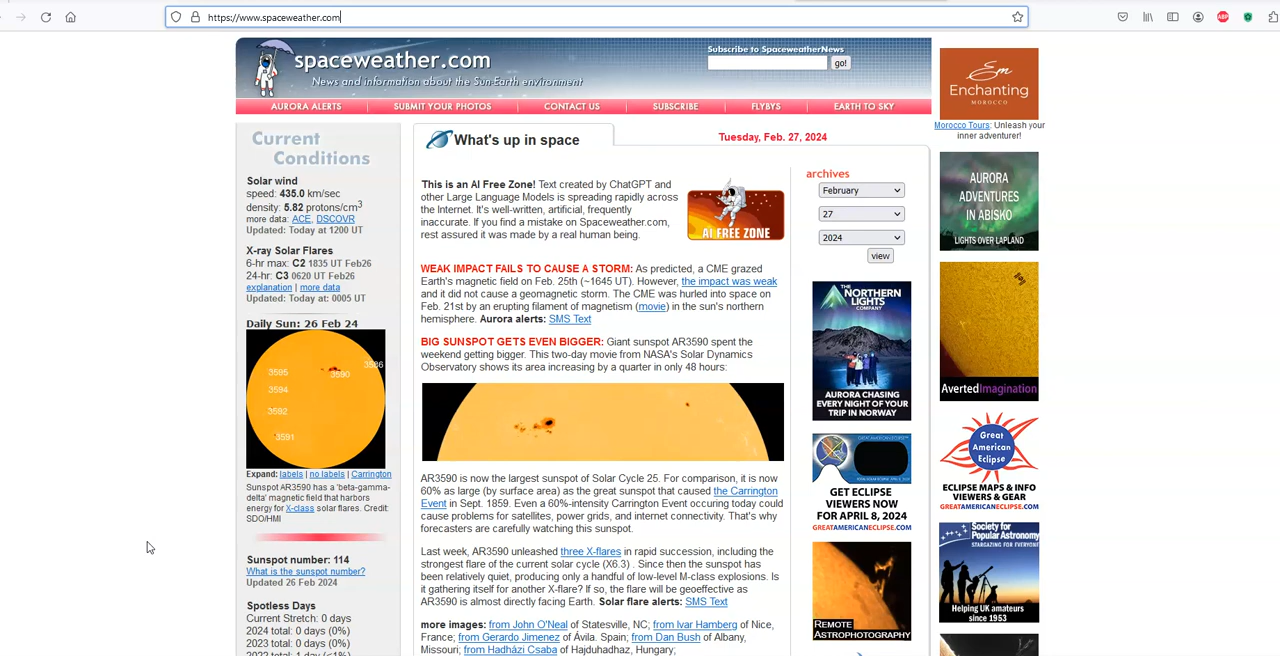 https://www.spaceweather.com
ABP
spaceweather.com
News and information about the Sun-Earth environment
Subscribe to SpaceweatherNews
go!
AURORA ALERTS
SUBMIT YOUR PHOTOS
CONTACT US
SUBSCRIBE
FLYBYS
EARTH TO SKY
Current
Conditions
Solar wind
speed: 435.0 km/sec
density: 5.82 protons/cm3
more data: ACE, DSCOVR
Updated: Today at 1200 UT
X-ray Solar Flares
6-hr max: C2 1835 UT Feb26
24-hr: C3 0620 UT Feb26
explanation | more data
Updated: Today at: 0005 UT
Daily Sun: 26 Feb 24
3586
3595
3590
3594
3592
3591
Expand: labels | no labels | Carrington
Sunspot AR3590 has a 'beta-gamma-
delta' magnetic field that harbors
energy for X-class solar flares. Credit:
SDO/HMI
Sunspot number: 114
What is the sunspot number?
Updated 26 Feb 2024
Spotless Days
Current Stretch: 0 days
2024 total: 0 days (0%)
2023 total: 0 days (0%)
2022 total: 1 day (<1%)
What's up in space
Tuesday, Feb. 27, 2024
This is an AI Free Zone! Text created by ChatGPT and
other Large Language Models is spreading rapidly across
the Internet. It's well-written, artificial, frequently
inaccurate. If you find a mistake on Spaceweather.com,
rest assured it was made by a real human being.
AI FREE ZONE
WEAK IMPACT FAILS TO CAUSE A STORM: As predicted, a CME grazed
Earth's magnetic field on Feb. 25th (~1645 UT). However, the impact was weak
and it did not cause a geomagnetic storm. The CME was hurled into space on
Feb. 21st by an erupting filament of magnetism (movie) in the sun's northern
hemisphere. Aurora alerts: SMS Text
BIG SUNSPOT GETS EVEN BIGGER: Giant sunspot AR3590 spent the
weekend getting bigger. This two-day movie from NASA's Solar Dynamics
Observatory shows its area increasing by a quarter in only 48 hours:
AR3590 is now the largest sunspot of Solar Cycle 25. For comparison, it is now
60% as large (by surface area) as the great sunspot that caused the Carrington
Event in Sept. 1859. Even a 60%-intensity Carrington Event occuring today could
cause problems for satellites, power grids, and internet connectivity. That's why
forecasters are carefully watching this sunspot.
Last week, AR3590 unleashed three X-flares in rapid succession, including the
strongest flare of the current solar cycle (X6.3) . Since then the sunspot has
been relatively quiet, producing only a handful of low-level M-class explosions. Is
it gathering itself for another X-flare? If so, the flare will be geoeffective as
AR3590 is almost directly facing Earth. Solar flare alerts: SMS Text
more images: from John O'Neal of Statesville, NC; from Ivar Hamberg of Nice,
France; from Gerardo Jimenez of Ávila. Spain; from Dan Bush of Albany,
Missouri; from Hadházi Csaba of Hajduhadhaz, Hungary;
archives
February
27
2024
view
THE
NORTHERN
LIGHTS
COMPANY
AURORA CHASING
EVERY NIGHT OF YOUR
TRIP IN NORWAY
GET ECLIPSE
VIEWERS NOW
FOR APRIL 8, 2024
GREATAMERICANECLIPSE.COM
REMOTE
ASTROPHOTOGRAPHY
Em
Enchanting
MOROCCO
Morocco Tours: Unleash your
inner adventurer!
AURORA
ADVENTURES
IN ABISKO
LIGHTS OVER LAPLAND
AvertedImagination
Great
American
Eclipse
ECLIPSE MAPS & INFO
VIEWERS & GEAR
GREATAMERICANECLIPSE.COM
Society for
Popular Astronomy
STARGAZING FOR EVERYONE
Helping UK amateurs
since 1953